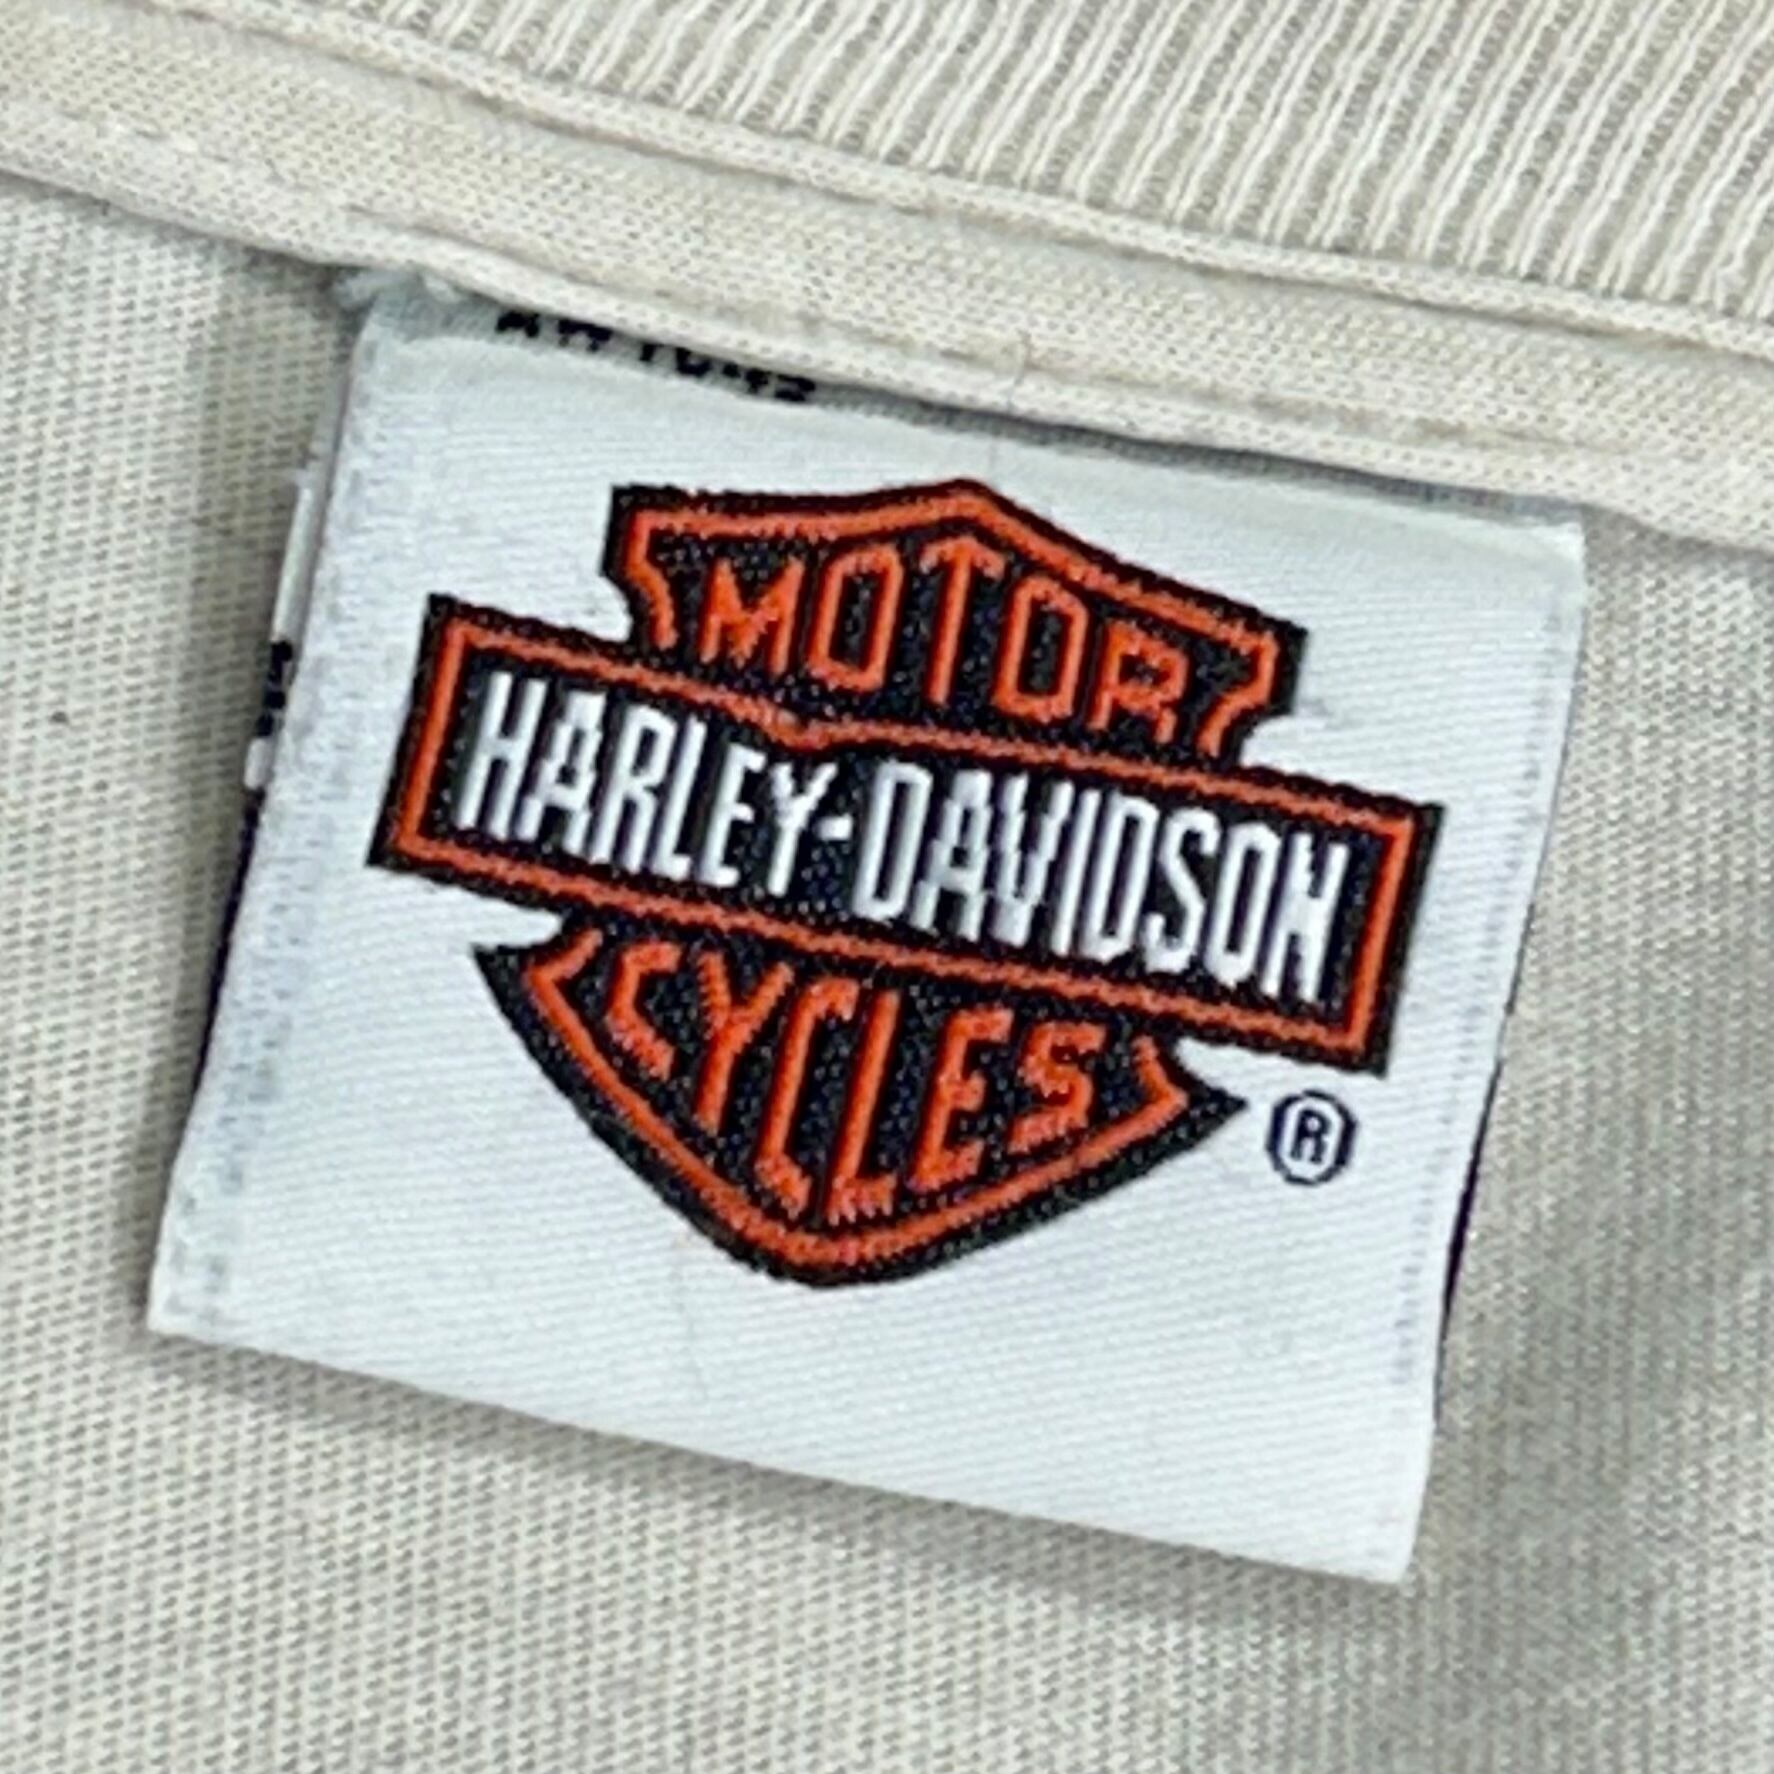 MOTOR
HARLEY-DAVIDSON
CYCLES
®